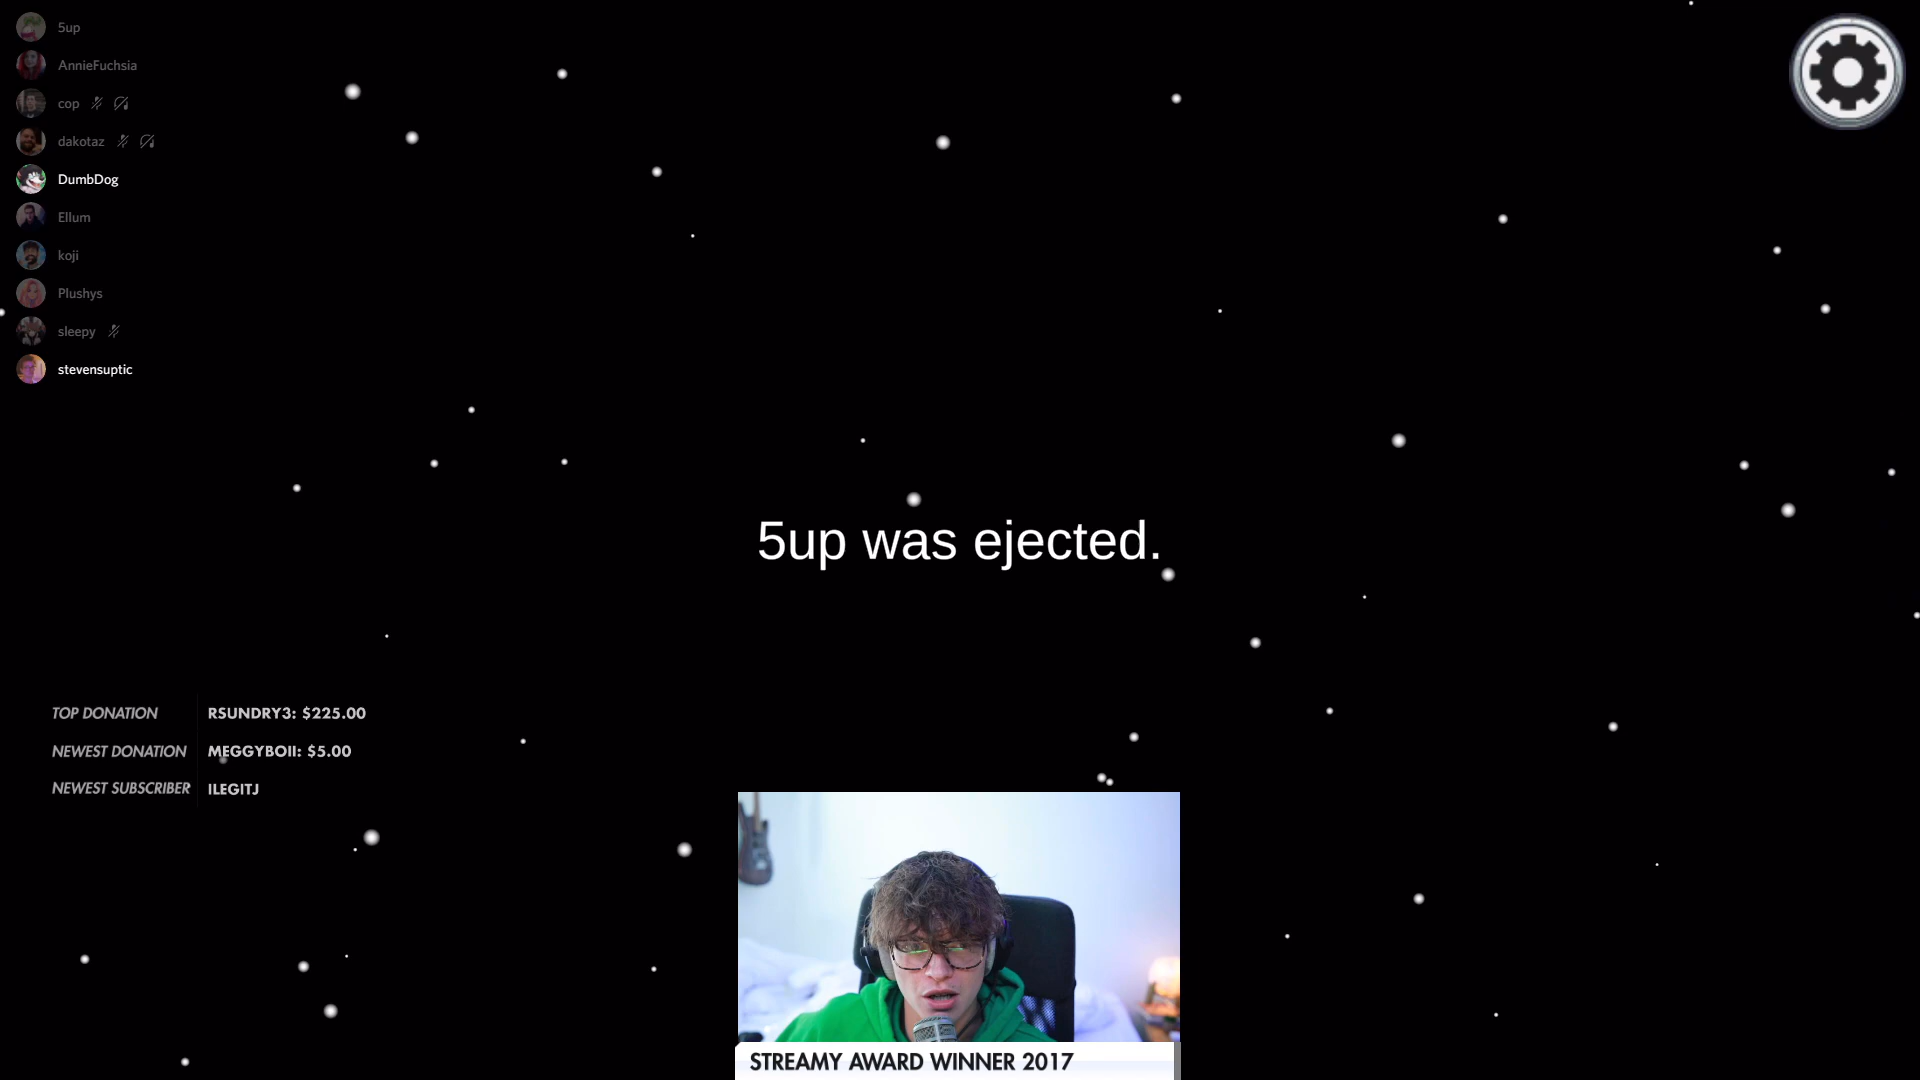 5up
AnnieFuchsia
cop
dakotaz
DumbDog
Ellum
koji
Plushys
sleepy
stevensuptic
5up was ejected.
TOP DONATION RSUNDRY3: $225.00
NEWEST DONATION MEGGYBOII: $5.00
NEWEST SUBSCRIBER ILEGITJ
STREAMY AWARD WINNER 2017